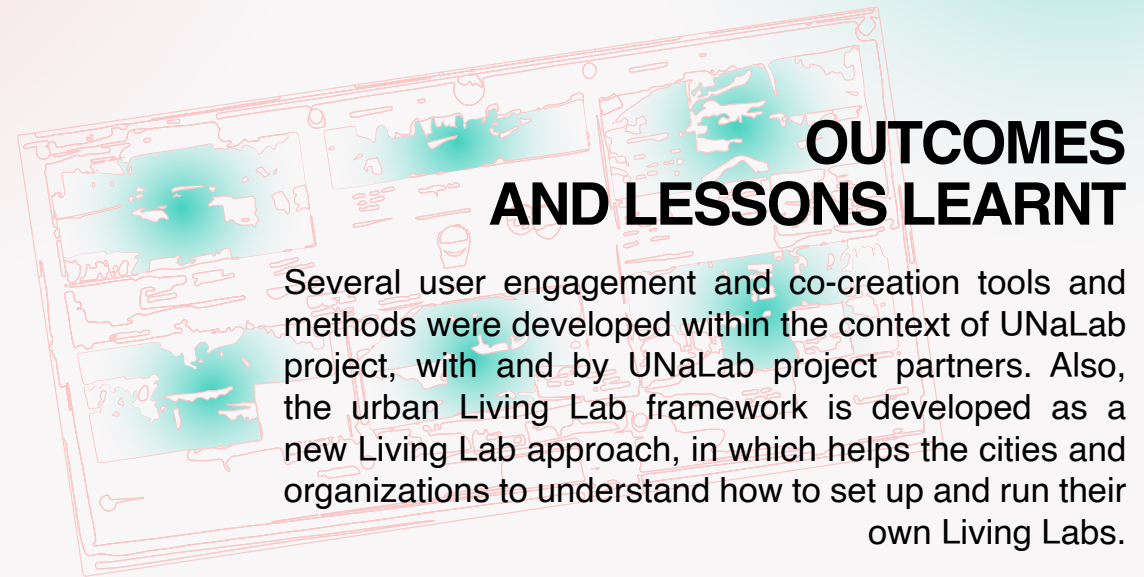 OUTCOMES
AND LESSONS LEARNT
Several user engagement and co-creation tools and
methods were developed within the context of UNaLab
project, with and by UNaLab project partners. Also,
the urban Living Lab framework is developed as a
new Living Lab approach, in which helps the cities and
organizations to understand how to set up and run their
own Living Labs.